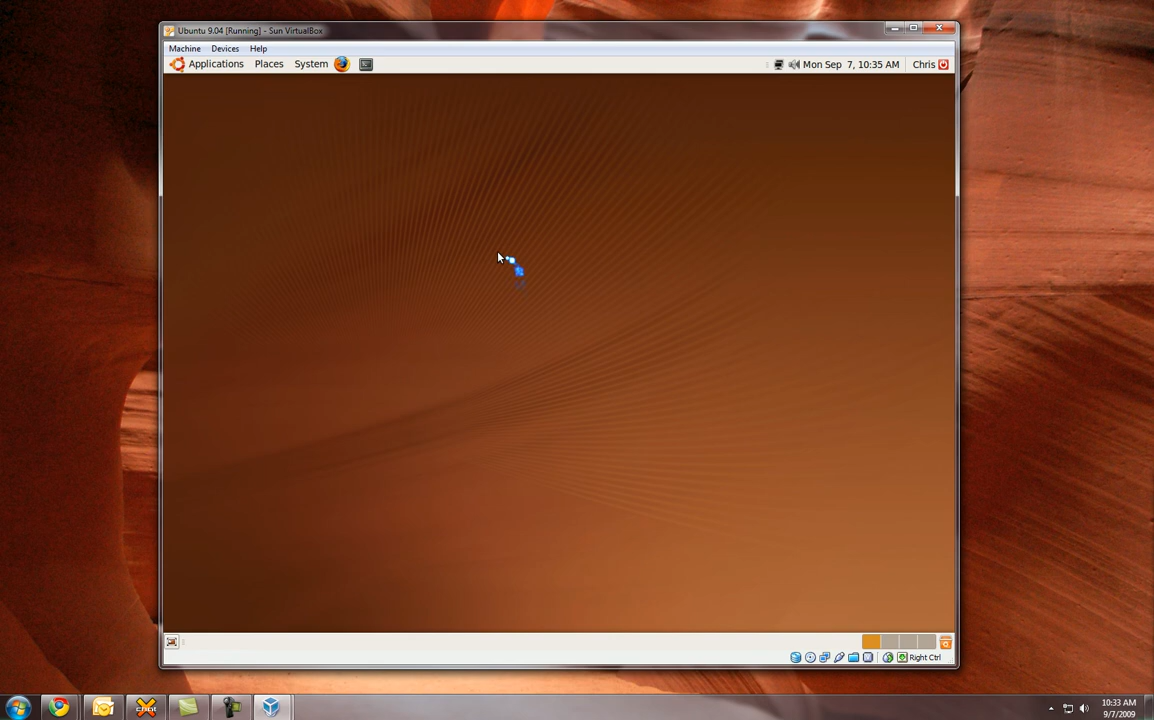 Ubuntu 9.04 [Running] - Sun VirtualBox
Machine Devices Help
Applications Places System Mon Sep 7, 10:35 AM Chris
Right Ctrl
chat
10:33 AM
9/7/2009